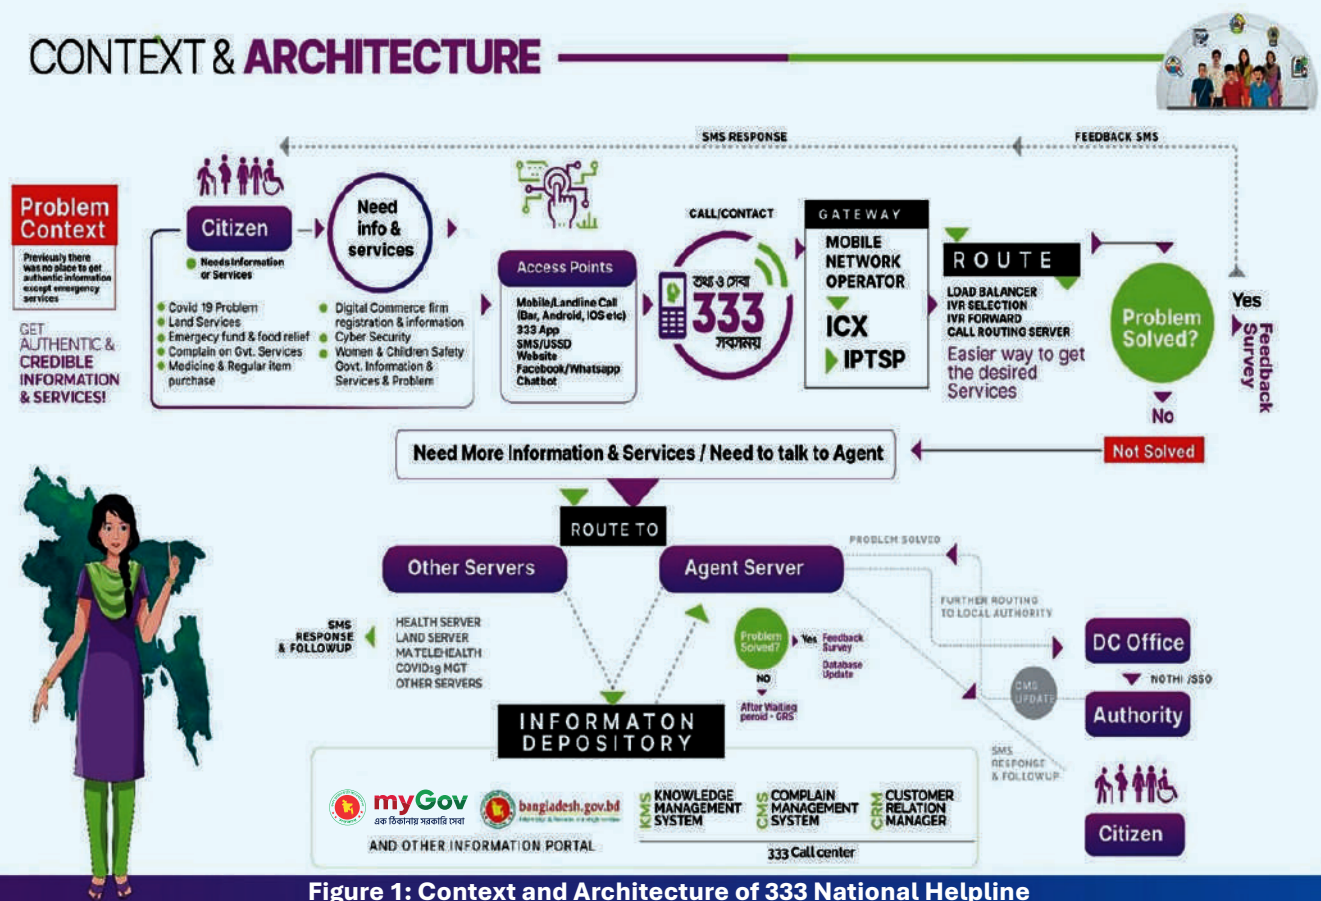 CONTEXT & ARCHITECTURE
SMS RESPONSE
FEEDBACK SMS
Problem
Context
Previously there
was no place to get
authentic information
except emergency
services
GET
AUTHENTIC &
CREDIBLE
INFORMATION
& SERVICES!
Citizen
Needs Information
or Services
Need
info &
services
Covid 19 Problem
Land Services
Emergecy fund & food relief
Complain on Gvt. Services
Medicine & Regular item
purchase
Digital Commerce firm
registration & information
Cyber Security
Women & Children Safety
Govt. Information &
Services & Problem
Access Points
Mobile/Landline Call
(Bar, Android, IOS etc)
333 App
SMS/USSD
Website
Facebook/Whatsapp
Chatbot
CALL/CONTACT
তথ্য ও সেবা
333
সবসময়
GATEWAY
MOBILE
NETWORK
OPERATOR
ICX
IPTSP
ROUTE
LOAD BALANCER
IVR SELECTION
IVR FORWARD
CALL ROUTING SERVER
Easier way to get
the desired
Services
Problem
Solved?
Yes
Feedback
Survey
No
Not Solved
Need More Information & Services / Need to talk to Agent
ROUTE TO
Other Servers
Agent Server
SMS
RESPONSE
& FOLLOWUP
HEALTH SERVER
LAND SERVER
MATELEHEALTH
COVID19 MGT
OTHER SERVERS
Problem
Solved?
Yes
Feedback
Survey
Database
Update
NO
After Waiting
peroid - GRS
PROBLEM SOLVED
FURTHER ROUTING
TO LOCAL AUTHORITY
DC Office
NOTHI /SSO
CMS
UPDATE
Authority
SMS
RESPONSE
& FOLLOWUP
Citizen
INFORMATON
DEPOSITORY
myGov
এক ঠিকানায় সরকারি সেবা
bangladesh.gov.bd
AND OTHER INFORMATION PORTAL
KMS
KNOWLEDGE
MANAGEMENT
SYSTEM
CMS
COMPLAIN
MANAGEMENT
SYSTEM
CRM
CUSTOMER
RELATION
MANAGER
333 Call center
Figure 1: Context and Architecture of 333 National Helpline